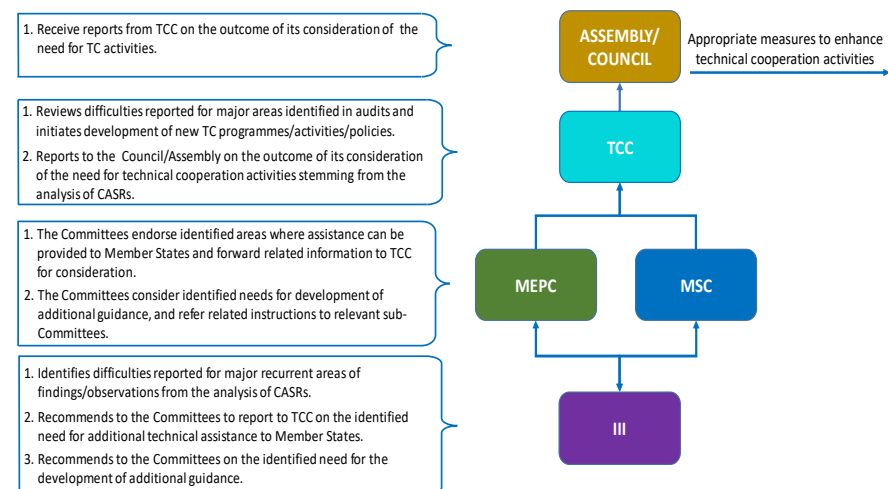 1. Receive reports from TCC on the outcome of its consideration of the
need for TC activities.
ASSEMBLY/
COUNCIL
Appropriate measures to enhance
technical cooperation activities
1. Reviews difficulties reported for major areas identified in audits and
initiates development of new TC programmes/activities/policies.
2. Reports to the Council/Assembly on the outcome of its consideration
of the need for technical cooperation activities stemming from the
analysis of CASRs.
TCC
1. The Committees endorse identified areas where assistance can be
provided to Member States and forward related information to TCC
for consideration.
2. The Committees consider identified needs for development of
additional guidance, and refer related instructions to relevant sub-
Committees.
MEPC
MSC
1. Identifies difficulties reported for major recurrent areas of
findings/observations from the analysis of CASRs.
2. Recommends to the Committees to report to TCC on the identified
need for additional technical assistance to Member States.
3. Recommends to the Committees on the identified need for the
development of additional guidance.
III